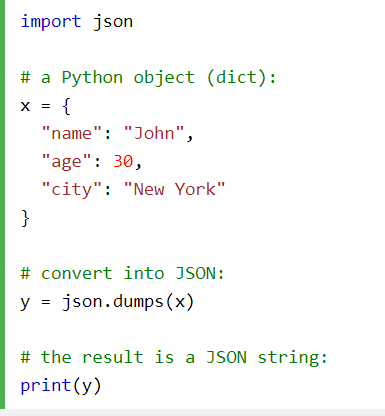 import json
# a Python object (dict):
x = {
  "name": "John",
  "age": 30,
  "city": "New York"
}
# convert into JSON:
y = json.dumps(x)
# the result is a JSON string:
print(y)